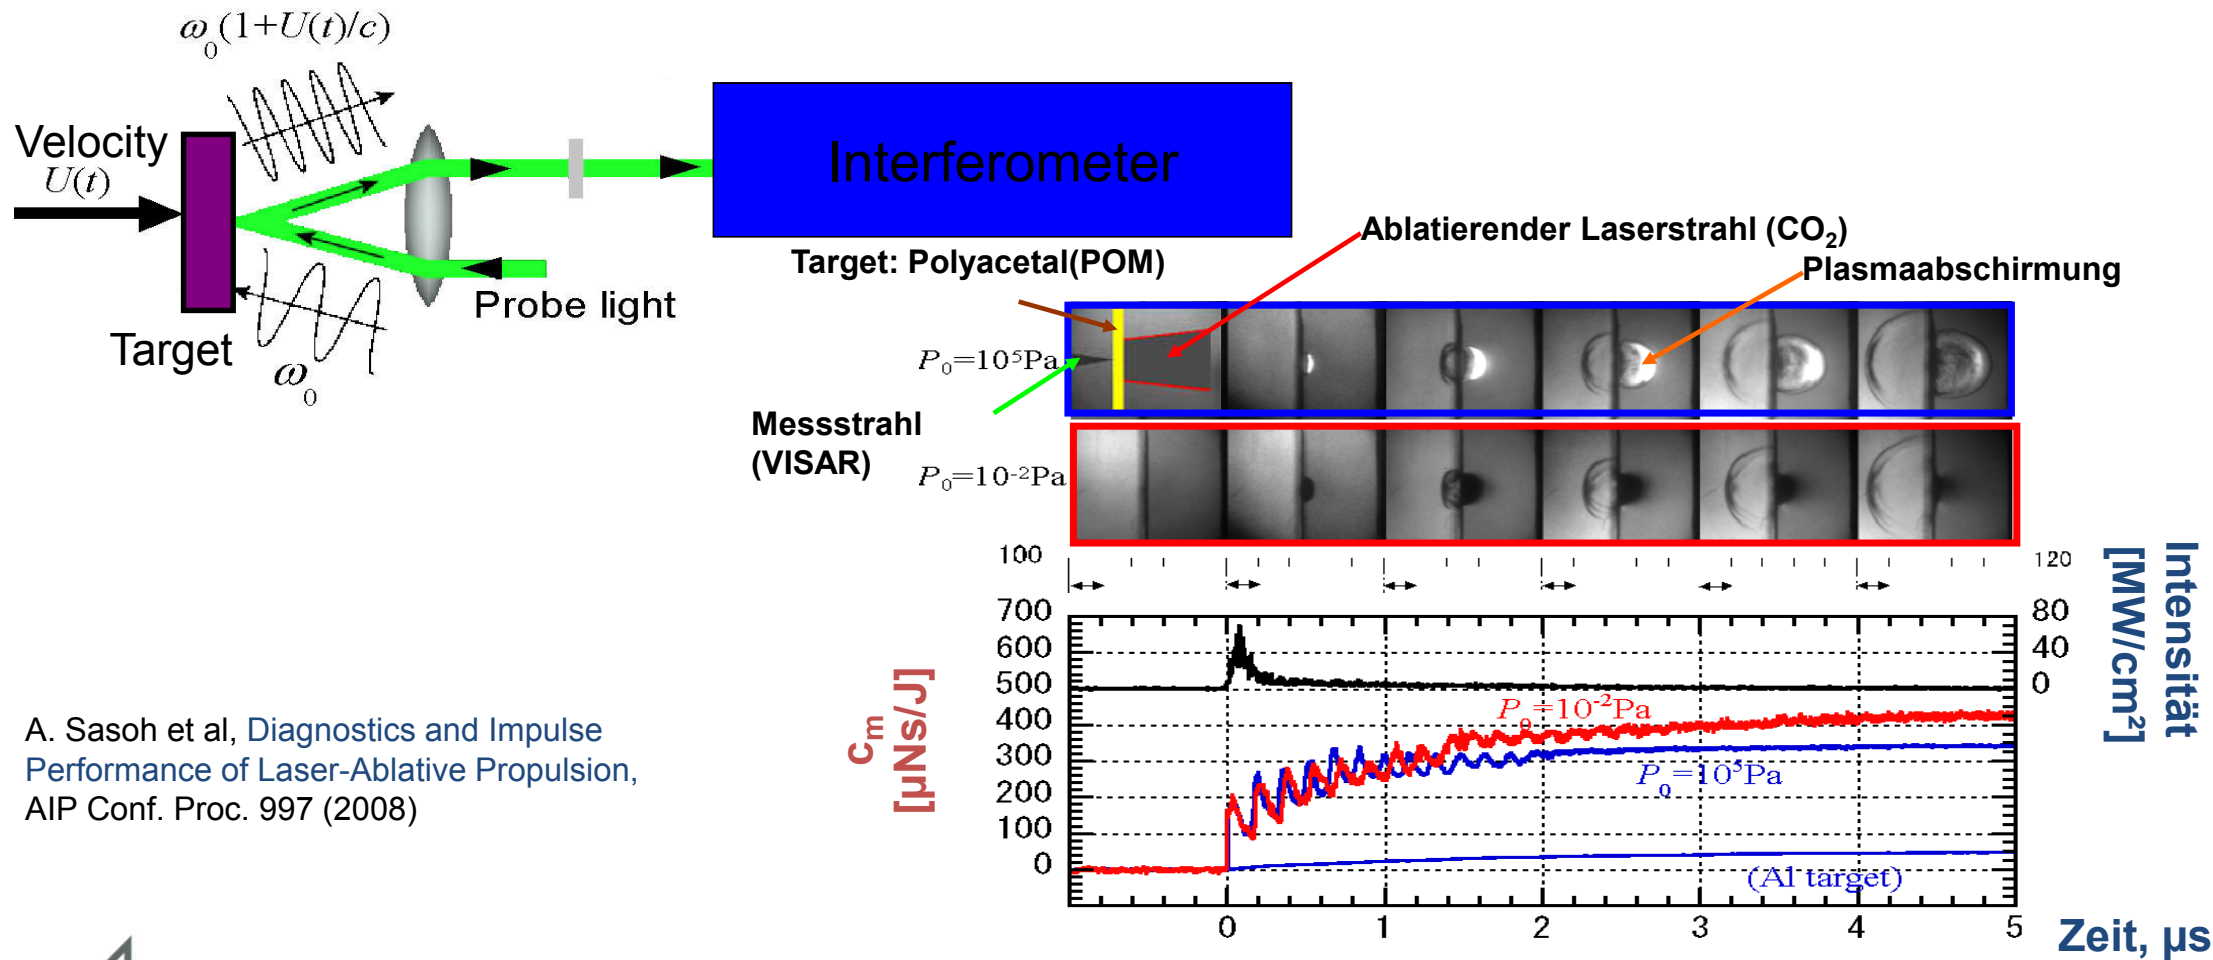 ω₀(1+U(t)/c)
Velocity
U(t)
Target
ω₀
Probe light
Interferometer
Target: Polyacetal(POM)
Ablatierender Laserstrahl (CO₂)
Plasmaabschirmung
P₀=10⁵Pa
Messstrahl
(VISAR)
P₀=10⁻²Pa
100
120
700
600
500
400
300
200
100
0
80
40
0
Intensität
[MW/cm²]
cₘ
[µNs/J]
P₀=10⁻²Pa
P₀=10⁵Pa
(Al target)
0 1 2 3 4 5
Zeit, µs
A. Sasoh et al, Diagnostics and Impulse
Performance of Laser-Ablative Propulsion,
AIP Conf. Proc. 997 (2008)